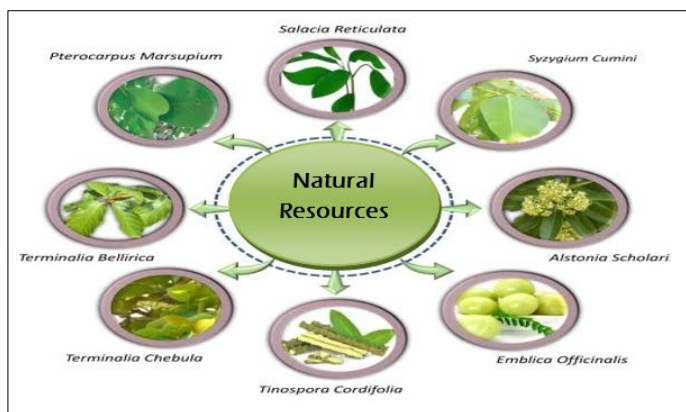 Salacia Reticulata
Pterocarpus Marsupium
Syzygium Cumini
Natural
Resources
Terminalia Bellirica
Alstonia Scholari
Terminalia Chebula
Emblica Officinalis
Tinospora Cordifolia